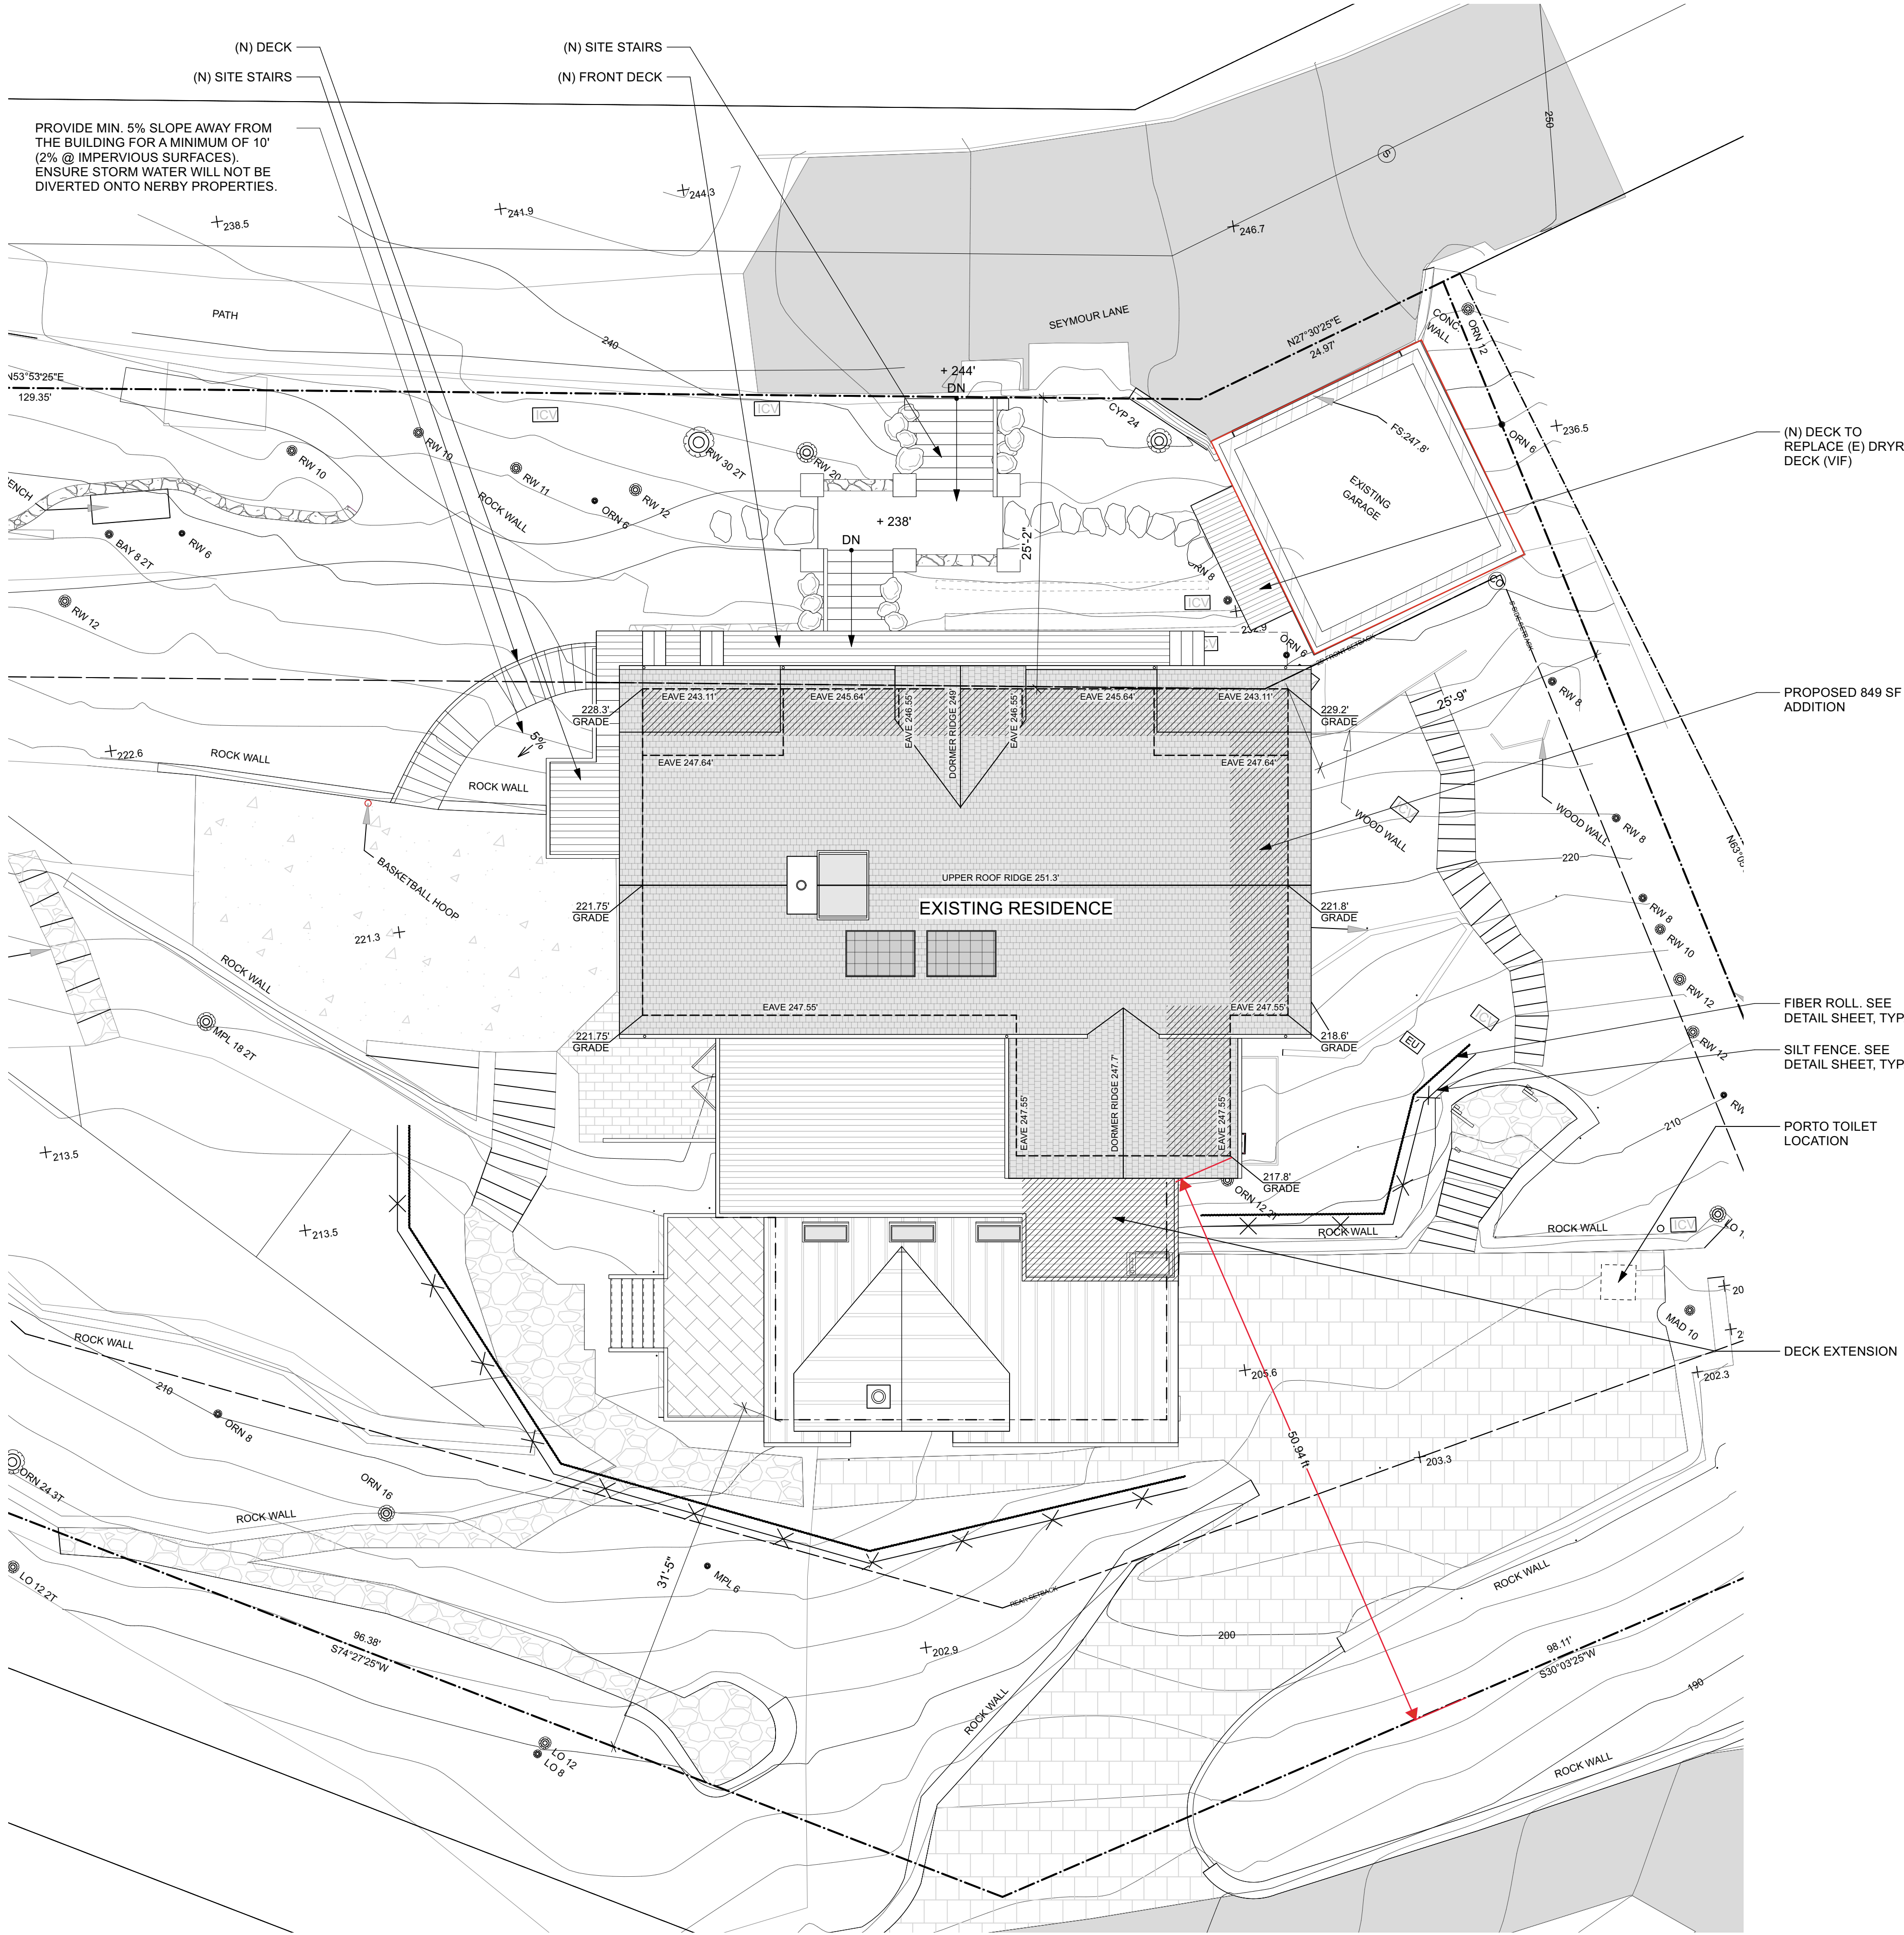 (N) DECK
(N) SITE STAIRS
(N) SITE STAIRS
(N) FRONT DECK
PROVIDE MIN. 5% SLOPE AWAY FROM
THE BUILDING FOR A MINIMUM OF 10'
(2% @ IMPERVIOUS SURFACES).
ENSURE STORM WATER WILL NOT BE
DIVERTED ONTO NERBY PROPERTIES.
250
S
244.3
241.9
238.5
246.7
PATH
240
SEYMOUR LANE
N27°30'25"E
24.97'
CONC.
WALL
ORN 12
N53°53'25"E
129.35'
+ 244'
DN
ICV
ICV
CYP 24
FS:247.8'
ORN 6
236.5
(N) DECK TO
REPLACE (E) DRYR
DECK (VIF)
RW 10
RW 10
RW 11
RW 12
RW 30 2T
RW 20
ROCK WALL
ORN 6
EXISTING
GARAGE
+ 238'
DN
25'-2"
BAY 8 2T
RW 6
RW 12
ORN 8
ICV
CO
ORN 6
EAVE 243.11'
EAVE 245.64'
EAVE 246.55'
DORMER RIDGE 249'
EAVE 246.55'
EAVE 245.64'
EAVE 243.11'
228.3'
GRADE
229.2'
GRADE
25'-9"
RW 8
PROPOSED 849 SF
ADDITION
5%
222.6
ROCK WALL
ROCK WALL
EAVE 247.64'
EAVE 247.64'
WOOD WALL
ICV
WOOD WALL
RW 8
220
BASKETBALL HOOP
UPPER ROOF RIDGE 251.3'
EXISTING RESIDENCE
221.75'
GRADE
221.8'
GRADE
RW 8
RW 10
221.3
ROCK WALL
RW 12
EAVE 247.55'
EAVE 247.55'
FIBER ROLL. SEE
DETAIL SHEET, TYP
221.75'
GRADE
218.6'
GRADE
MPL 18 2T
ICV
EU
RW 12
SILT FENCE. SEE
DETAIL SHEET, TYP
EAVE 247.55'
DORMER RIDGE 247.7'
EAVE 247.55'
210
PORTO TOILET
LOCATION
213.5
217.8'
GRADE
ORN 12 2T
213.5
ROCK WALL
ROCK WALL
ICV
MAD 10
ROCK WALL
DECK EXTENSION
205.6
202.3
210
ORN 8
50.94 ft
203.3
ORN 24.3T
ORN 16
ROCK WALL
31'-5"
MPL 6
REAR SETBACK
ROCK WALL
LO 12 2T
200
96.38'
S74°27'25"W
202.9
98.11'
S30°03'25"W
190
ROCK WALL
LO 12
LO 8
ROCK WALL